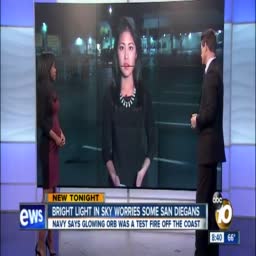 NEW TONIGHT
BRIGHT LIGHT IN SKY WORRIES SOME SAN DIEGANS
ews NAVY SAYS GLOWING ORB WAS A TEST FIRE OFF THE COAST
abc 10
8:40 66°